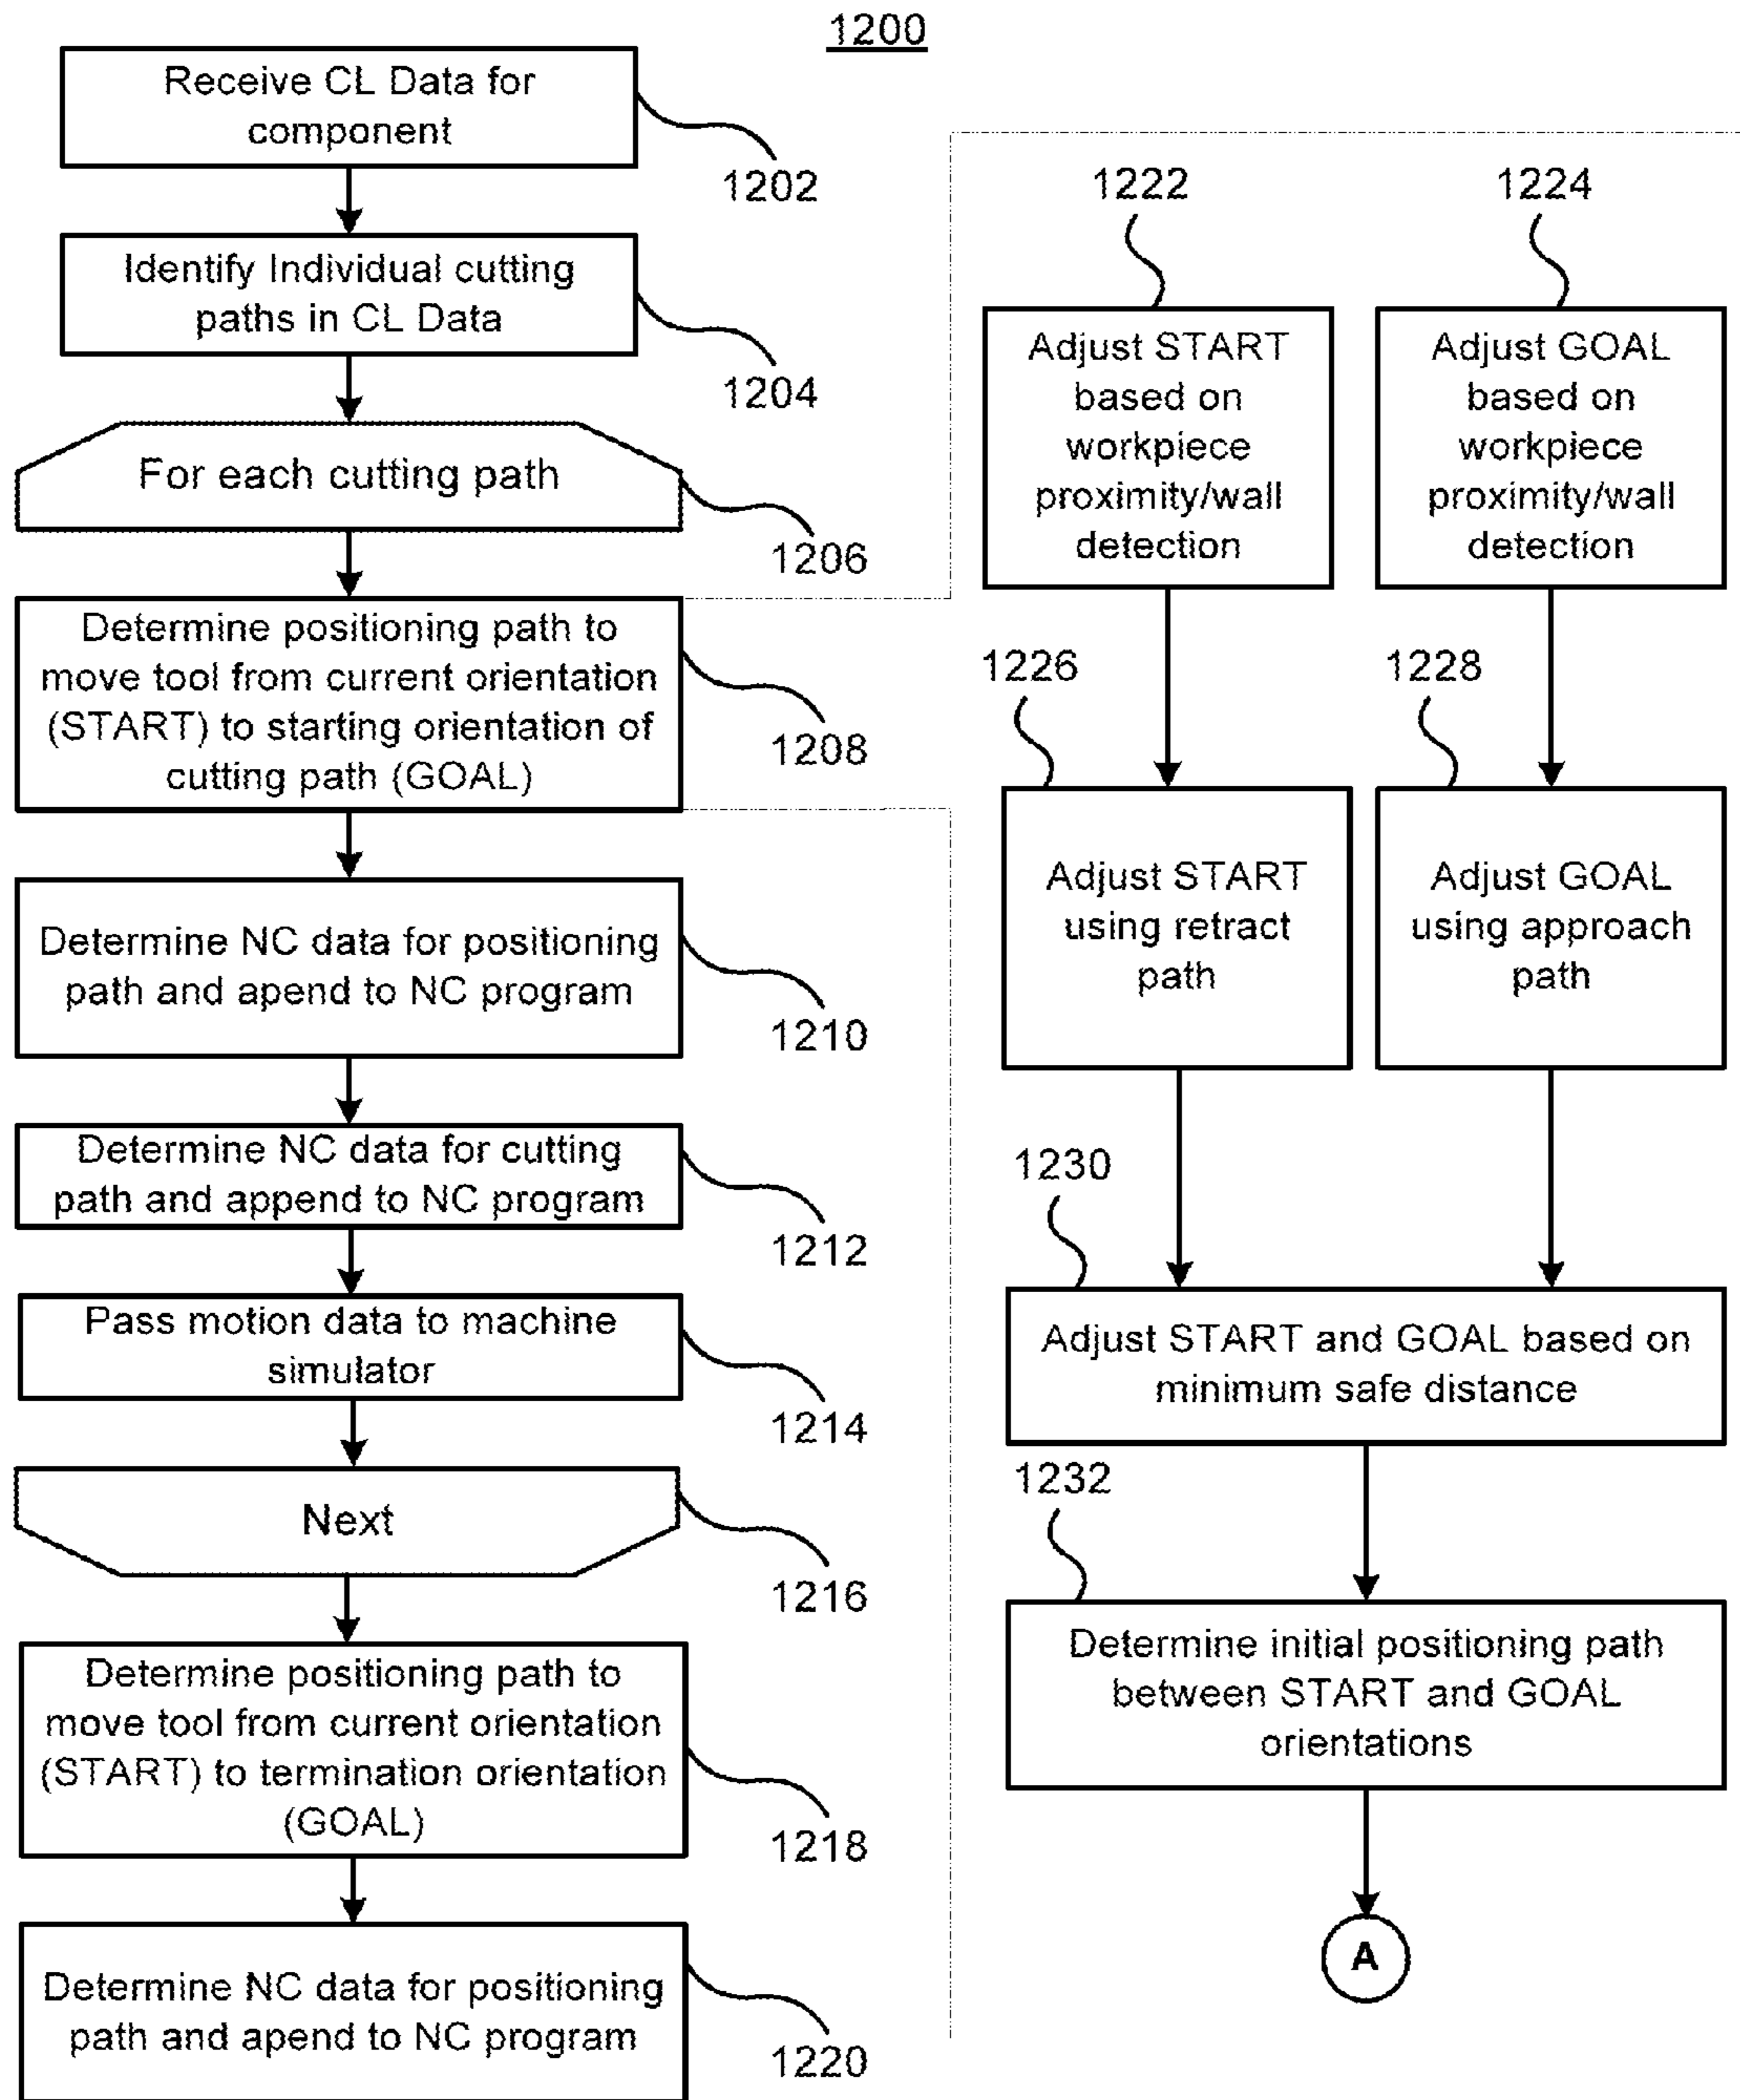 1200
Receive CL Data for
component
1202
Identify Individual cutting
paths in CL Data
1204
For each cutting path
1206
Determine positioning path to
move tool from current orientation
(START) to starting orientation of
cutting path (GOAL)
1208
Determine NC data for positioning
path and apend to NC program
1210
Determine NC data for cutting
path and append to NC program
1212
Pass motion data to machine
simulator
1214
Next
1216
Determine positioning path to
move tool from current orientation
(START) to termination orientation
(GOAL)
1218
Determine NC data for positioning
path and apend to NC program
1220
1222
Adjust START
based on
workpiece
proximity/wall
detection
1224
Adjust GOAL
based on
workpiece
proximity/wall
detection
1226
Adjust START
using retract
path
1228
Adjust GOAL
using approach
path
1230
Adjust START and GOAL based on
minimum safe distance
1232
Determine initial positioning path
between START and GOAL
orientations
A